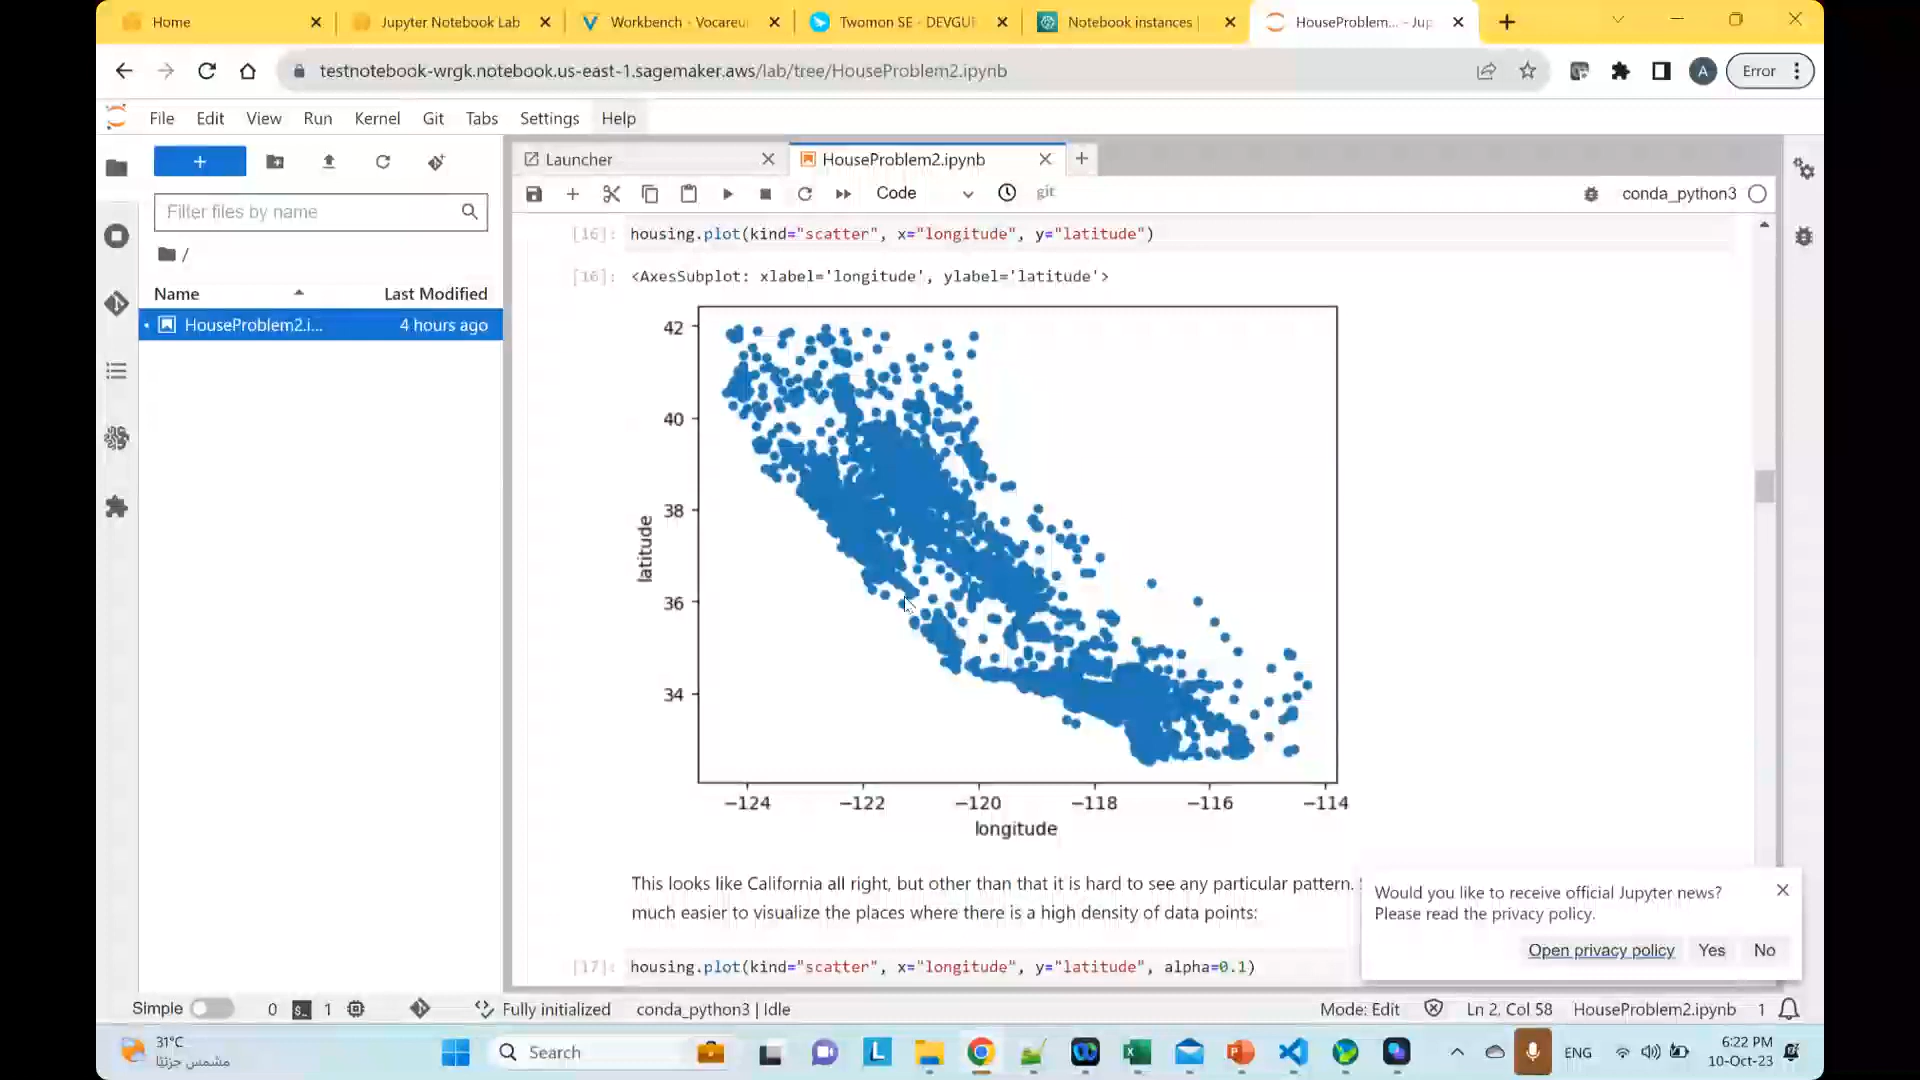 Home
Jupyter Notebook Lab
Workbench - Vocareu
Twomon SE - DEVGU
Notebook instances |
HouseProblem... - Jup
testnotebook-wrgk.notebook.us-east-1.sagemaker.aws/lab/tree/HouseProblem2.ipynb
A
Error
File Edit View Run Kernel Git Tabs Settings Help
Launcher
HouseProblem2.ipynb
Filter files by name
Code
git
conda_python3
/
Name
Last Modified
HouseProblem2.i...
4 hours ago
[16]: housing.plot(kind="scatter", x="longitude", y="latitude")
[16]: <AxesSubplot: xlabel='longitude', ylabel='latitude'>
42
40
38
36
34
latitude
−124 −122 −120 −118 −116 −114
longitude
This looks like California all right, but other than that it is hard to see any particular pattern.
much easier to visualize the places where there is a high density of data points:
[17]: housing.plot(kind="scatter", x="longitude", y="latitude", alpha=0.1)
Would you like to receive official Jupyter news?
Please read the privacy policy.
Open privacy policy Yes No
Simple
0
1
Fully initialized
conda_python3 | Idle
Mode: Edit
Ln 2, Col 58
HouseProblem2.ipynb
1
31°C
مشمس جزئيًا
Search
ENG
6:22 PM
10-Oct-23